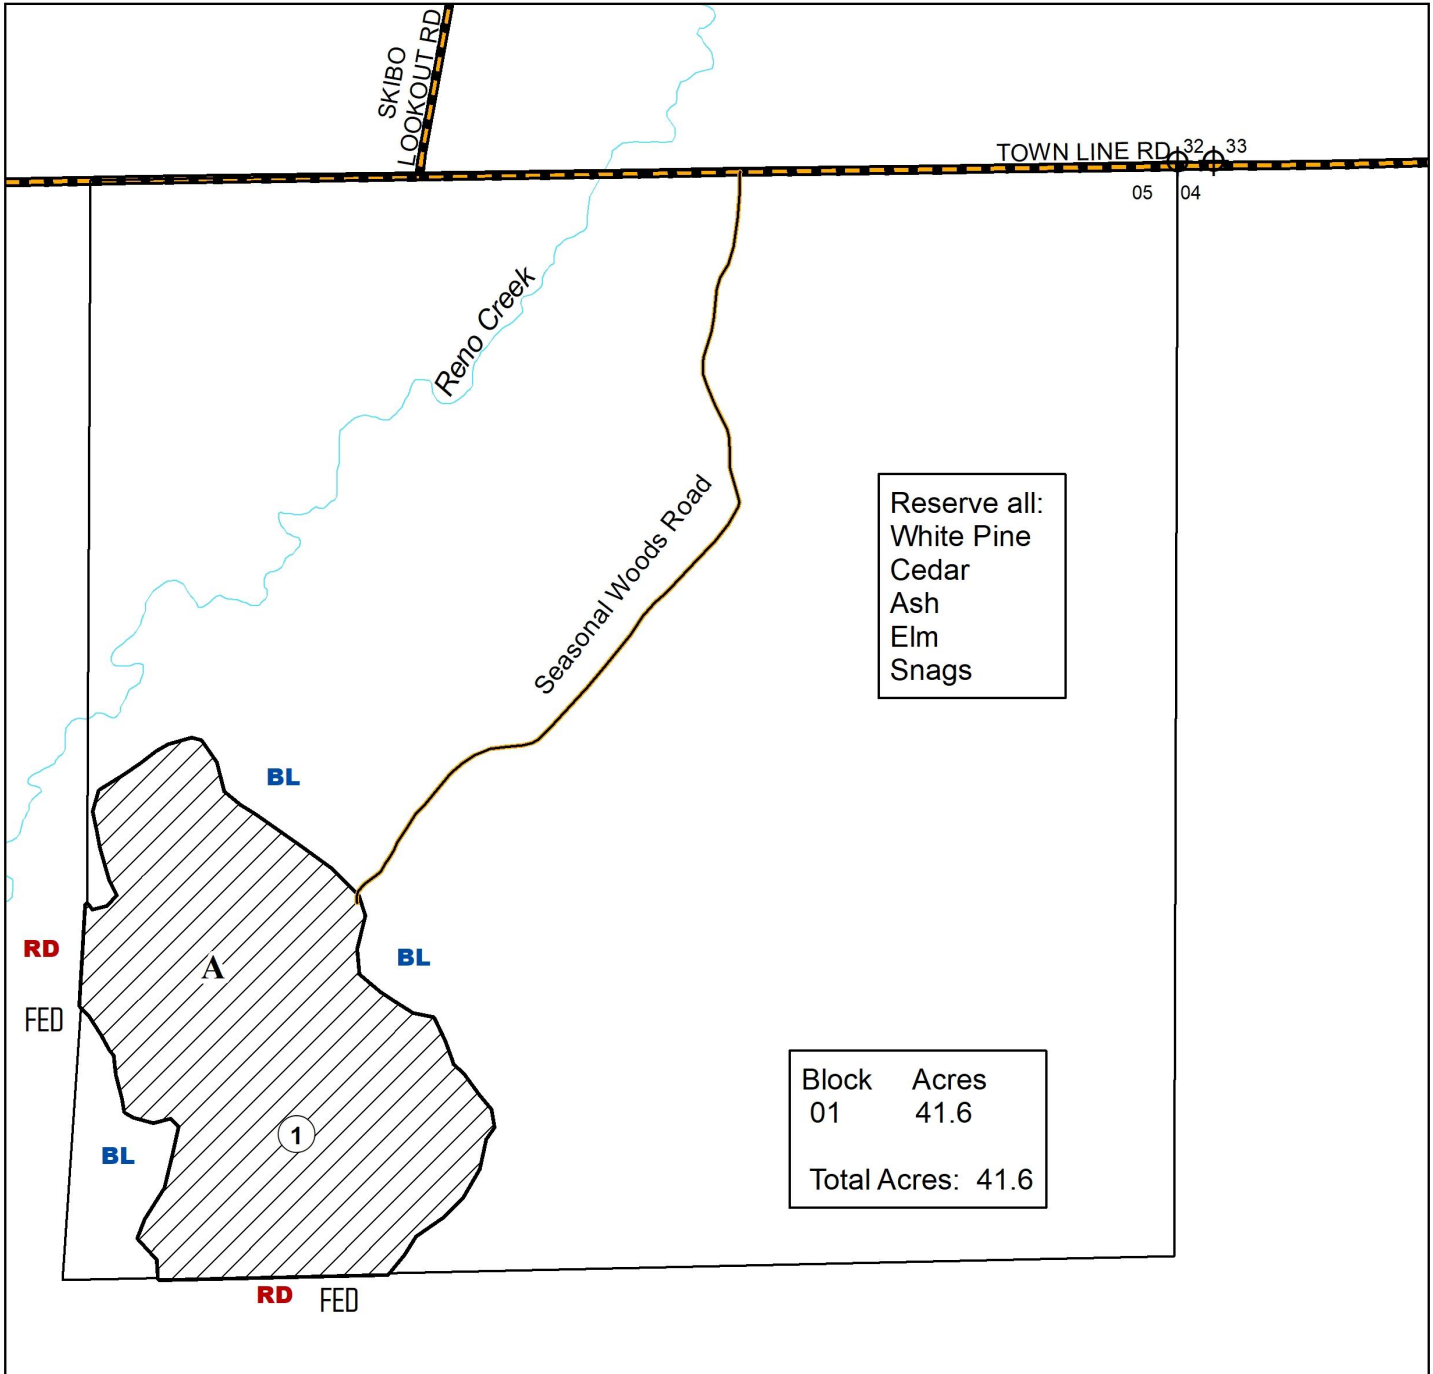 SKIBO
LOOKOUT RD
TOWN LINE RD
32
33
05
04
Reno Creek
Seasonal Woods Road
Reserve all:
White Pine
Cedar
Ash
Elm
Snags
BL
RD
A
BL
FED
Block Acres
01 41.6
Total Acres: 41.6
1
BL
RD
FED